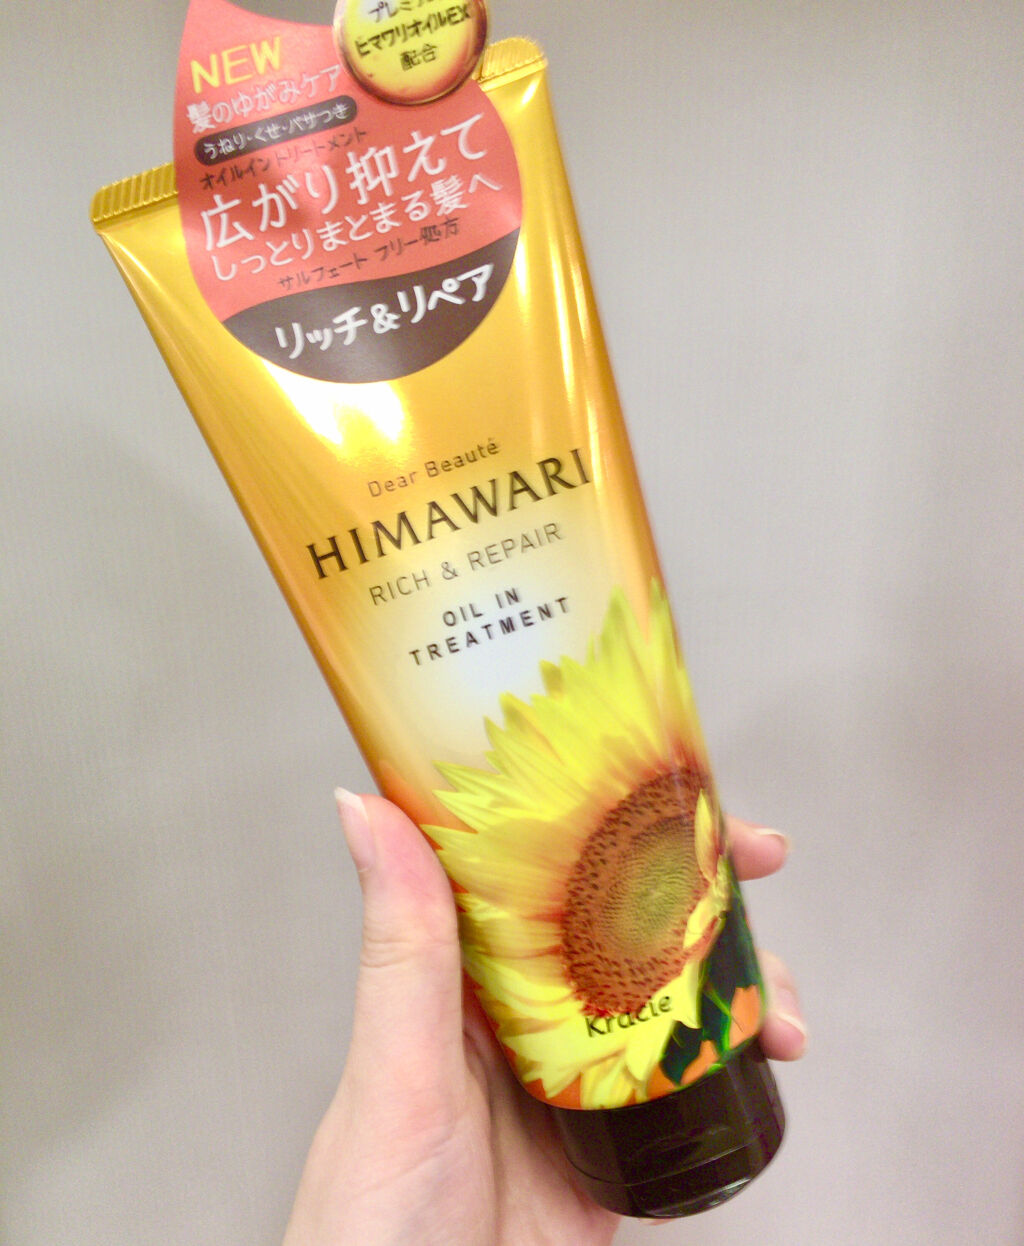 プレミアム
ヒマワリオイルEX
配合
NEW
髪のゆがみケア
うねり・くせ・パサつき
オイルイントリートメント
広がり抑えて
しっとりまとまる髪へ
サルフェート フリー処方
リッチ&リペア
Dear Beauté
HIMAWARI
RICH & REPAIR
OIL IN
TREATMENT
Kracie